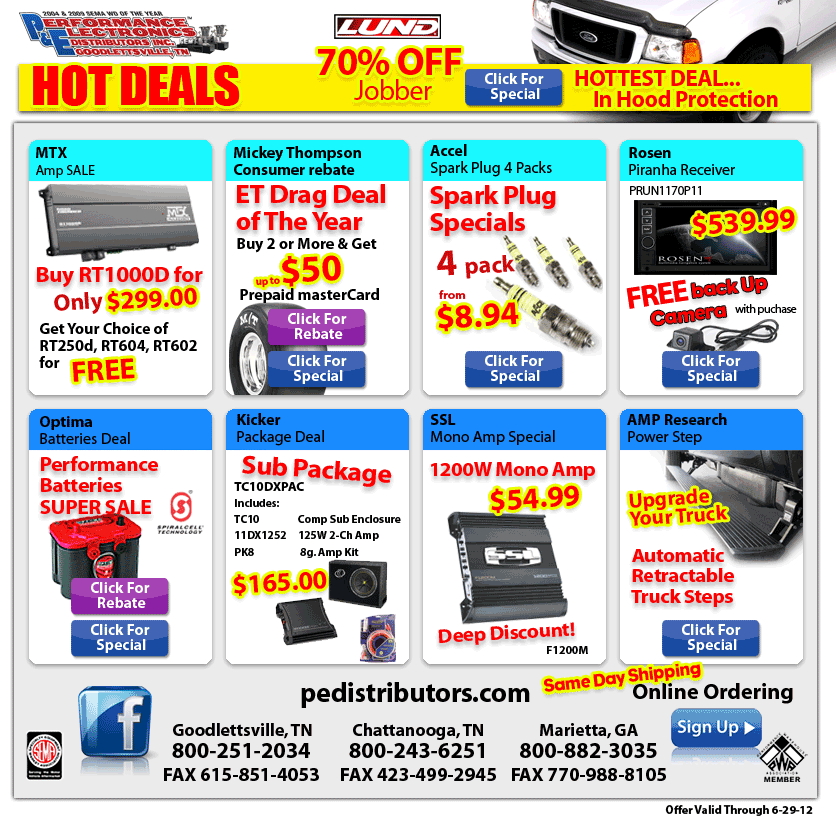 2004 & 2009 SEMA WD OF THE YEAR
PERFORMANCE
ELECTRONICS
DISTRIBUTORS INC.
GOODLETTSVILLE, TN
LUND
HOT DEALS
70% OFF
Jobber
Click For
Special
HOTTEST DEAL...
In Hood Protection
MTX
Amp SALE
MTX
Buy RT1000D for
Only $299.00
Get Your Choice of
RT250d, RT604, RT602
for FREE
Mickey Thompson
Consumer rebate
ET Drag Deal
of The Year
Buy 2 or More & Get
up to $50
Prepaid masterCard
M/T
Click For
Rebate
Click For
Special
Accel
Spark Plug 4 Packs
Spark Plug
Specials
4 pack
from
$8.94
ACCEL
Click For
Special
Rosen
Piranha Receiver
PRUN1170P11
$539.99
ROSEN
FREE back Up
Camera with puchase
Click For
Special
Optima
Batteries Deal
Performance
Batteries
SUPER SALE
SPIRALCELL
TECHNOLOGY
Click For
Rebate
Click For
Special
Kicker
Package Deal
Sub Package
TC10DXPAC
Includes:
TC10 Comp Sub Enclosure
11DX1252 125W 2-Ch Amp
PK8 8g. Amp Kit
$165.00
SSL
Mono Amp Special
1200W Mono Amp
$54.99
SSL
Deep Discount!
F1200M
AMP Research
Power Step
Upgrade
Your Truck
Automatic
Retractable
Truck Steps
Click For
Special
pedistributors.com
Same Day Shipping
Online Ordering
f
Goodlettsville, TN
800-251-2034
FAX 615-851-4053
Chattanooga, TN
800-243-6251
FAX 423-499-2945
Marietta, GA
800-882-3035
FAX 770-988-8105
Sign Up
SEMA
PWA
ASSOCIATION
MEMBER
Offer Valid Through 6-29-12